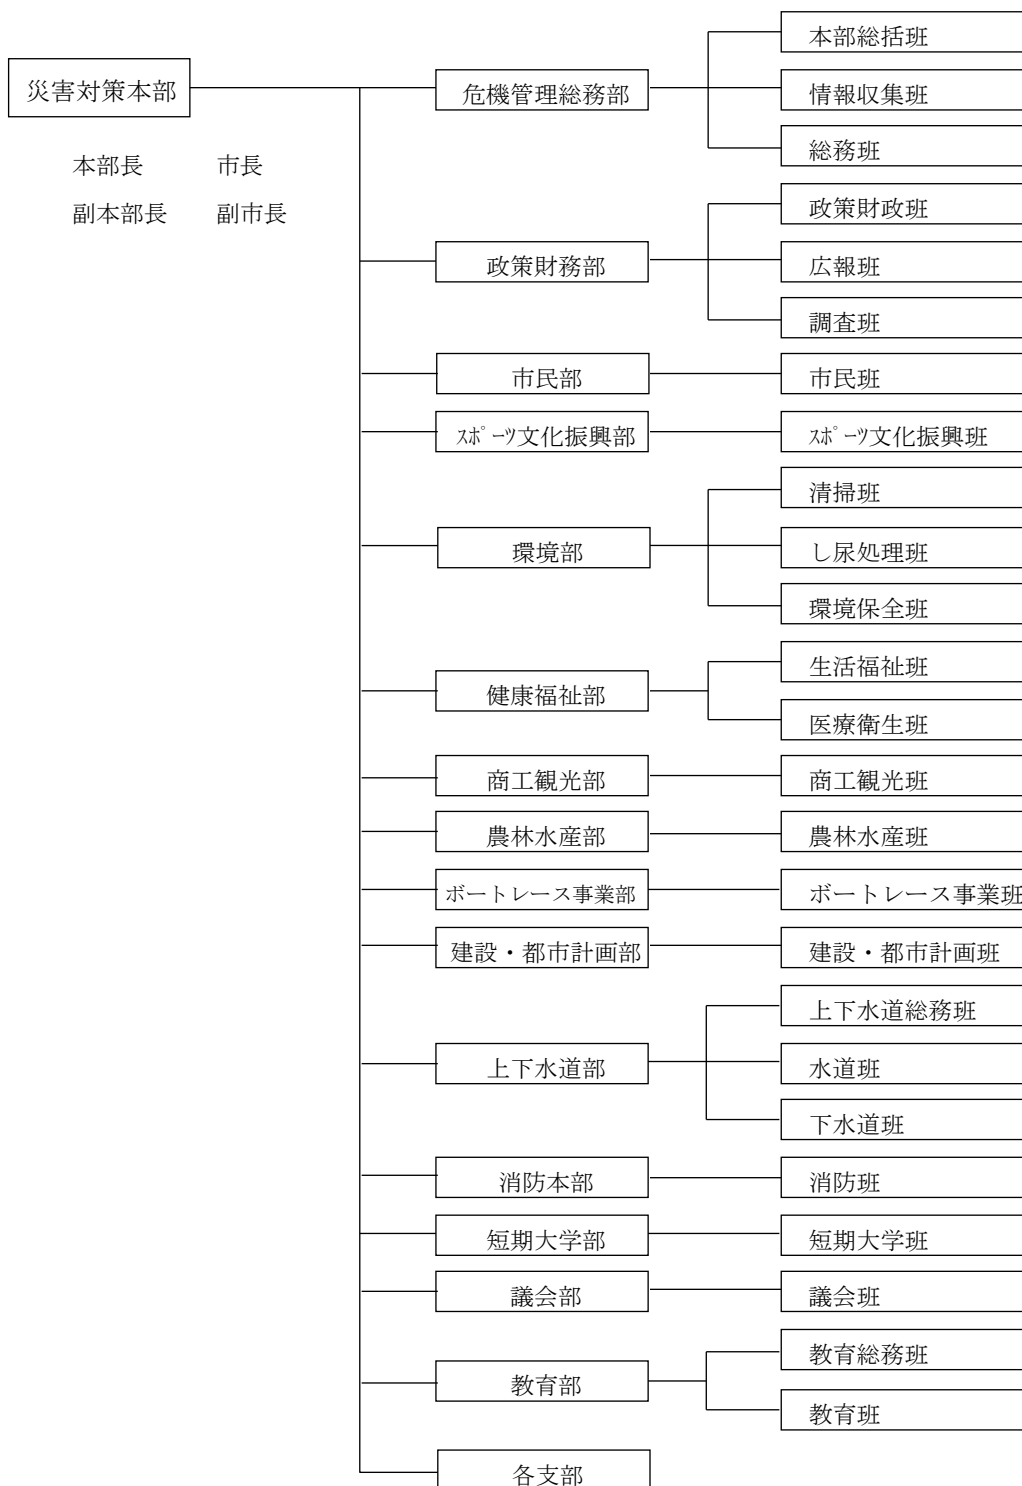 災害対策本部
本部長 市長
副本部長 副市長
危機管理総務部
本部総括班
情報収集班
総務班
政策財務部
政策財政班
広報班
調査班
市民部
市民班
ｽﾎﾟｰﾂ文化振興部
ｽﾎﾟｰﾂ文化振興班
環境部
清掃班
し尿処理班
環境保全班
健康福祉部
生活福祉班
医療衛生班
商工観光部
商工観光班
農林水産部
農林水産班
ボートレース事業部
ボートレース事業班
建設・都市計画部
建設・都市計画班
上下水道部
上下水道総務班
水道班
下水道班
消防本部
消防班
短期大学部
短期大学班
議会部
議会班
教育部
教育総務班
教育班
各支部